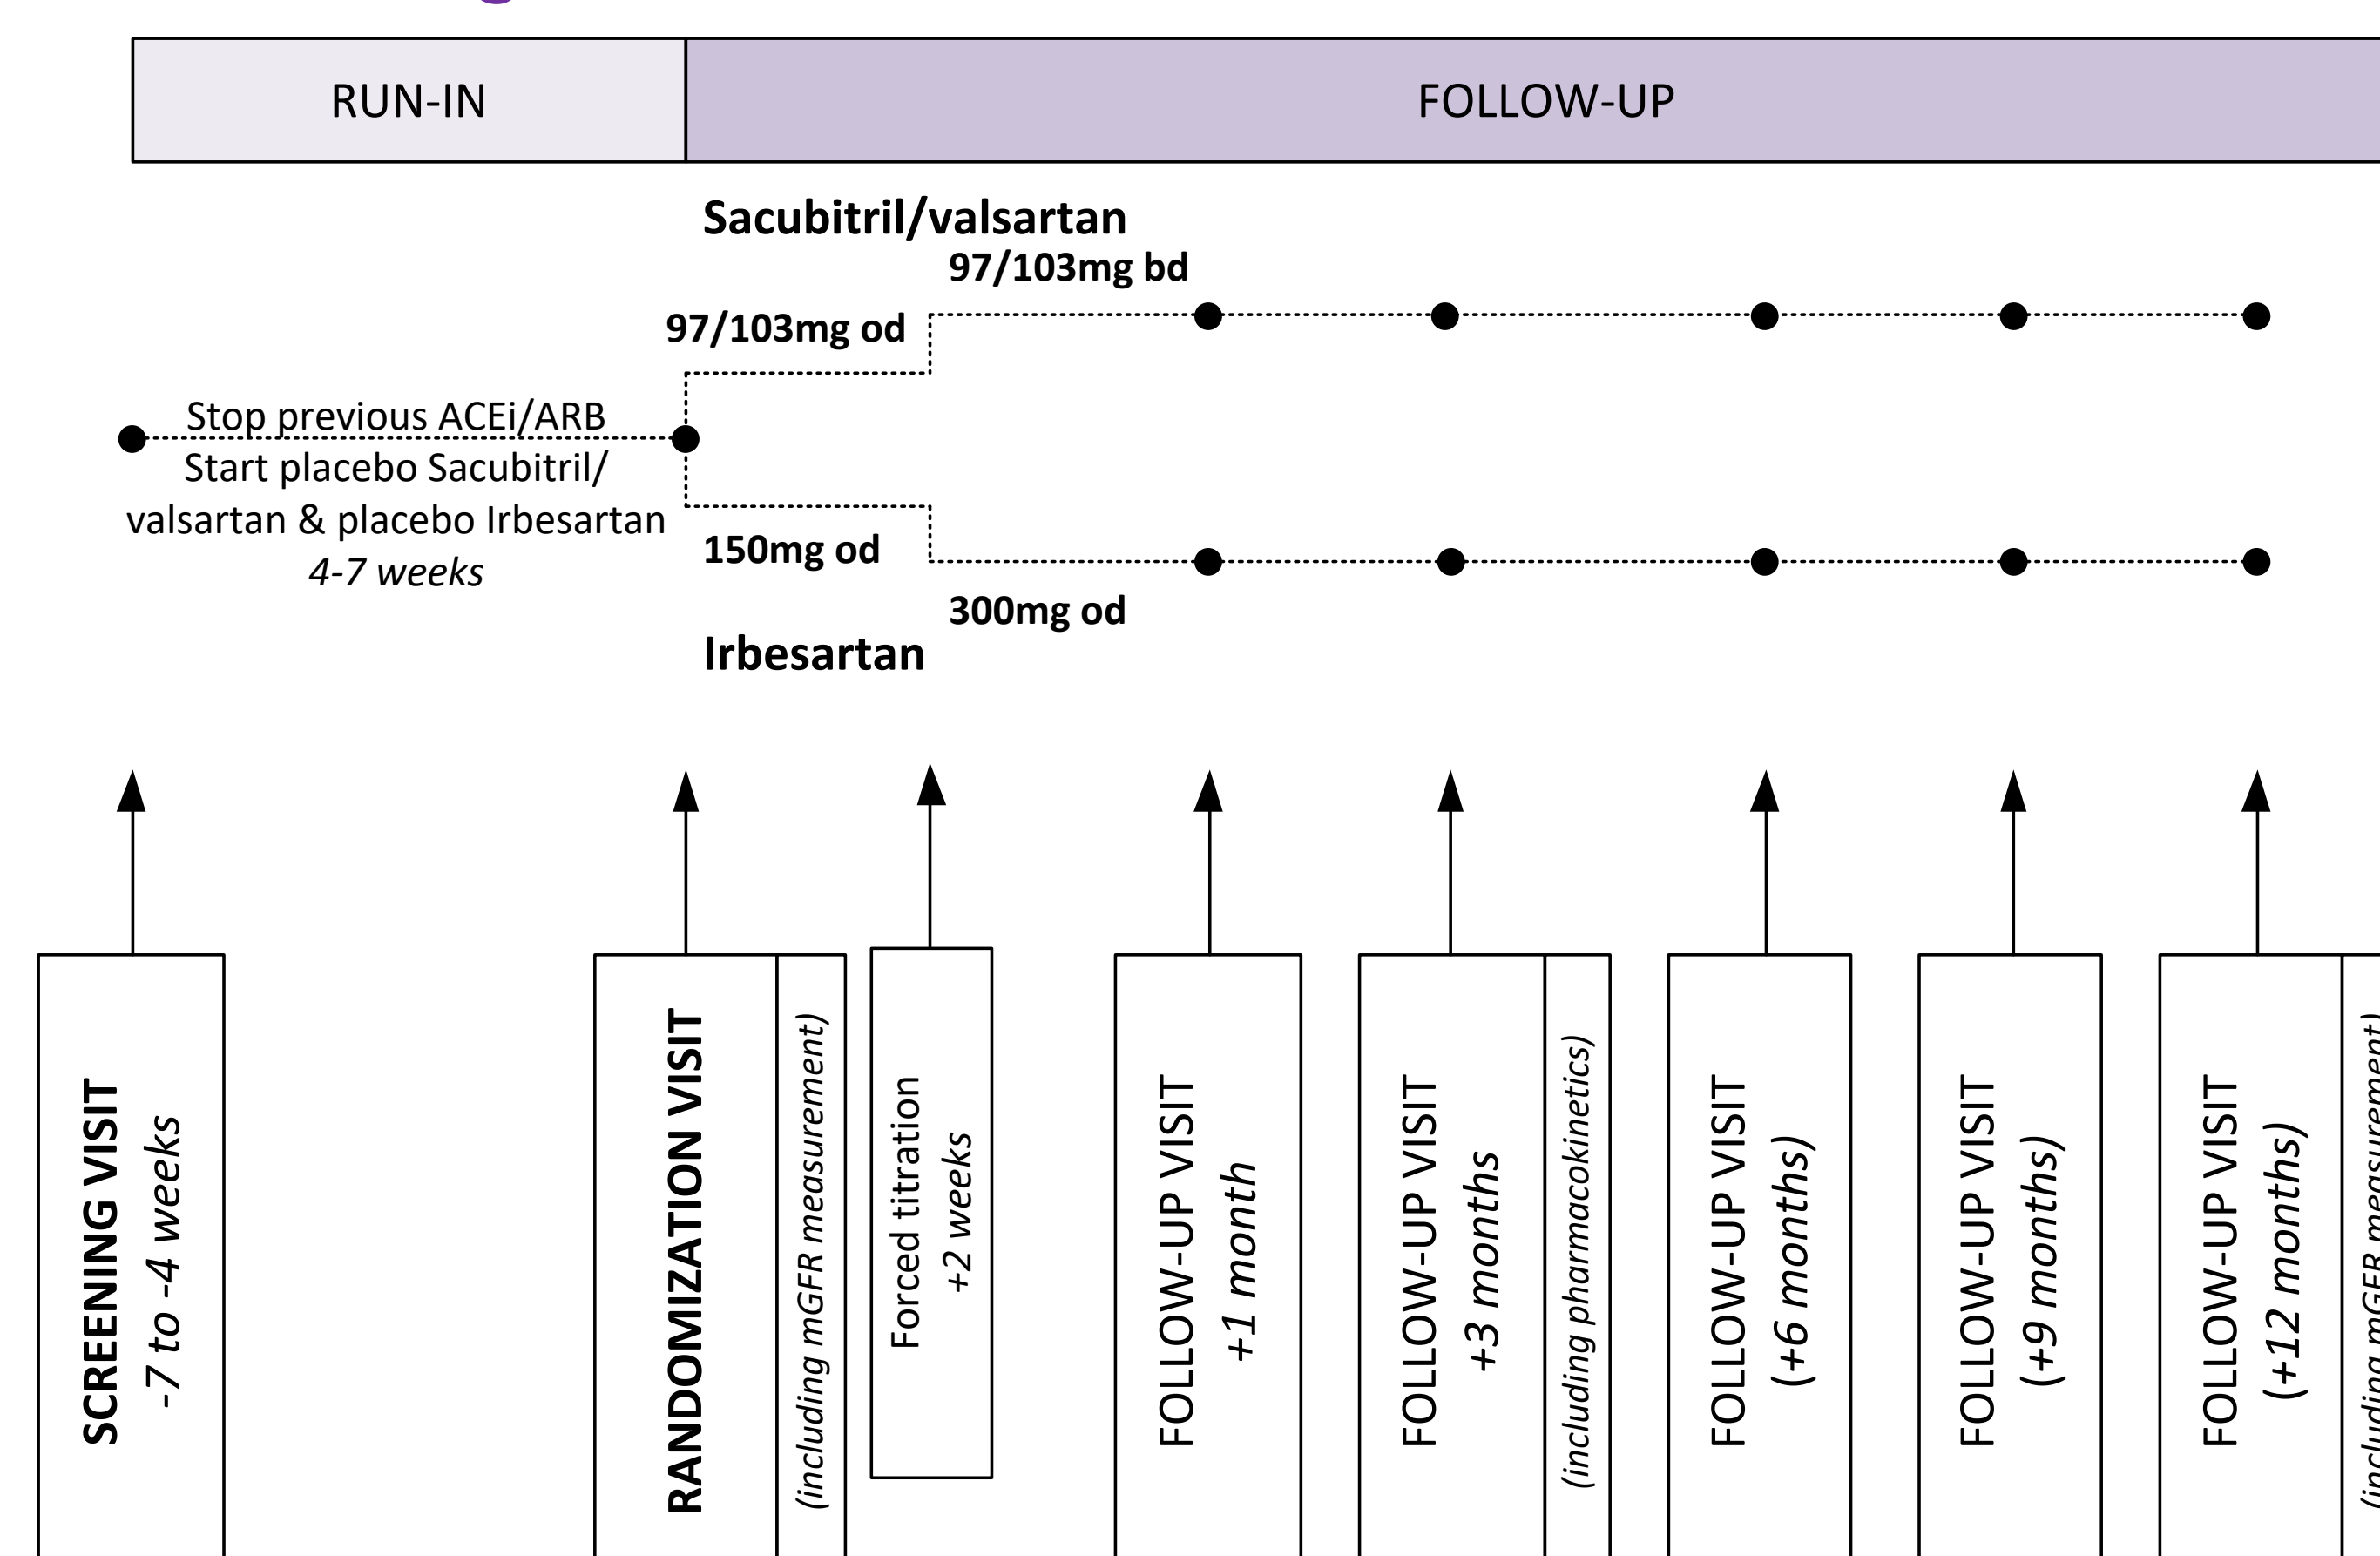 RUN-IN
FOLLOW-UP
Sacubitril/valsartan
97/103mg bd
97/103mg od
Stop previous ACEi/ARB
Start placebo Sacubitril/
valsartan & placebo Irbesartan
4-7 weeks
150mg od
300mg od
Irbesartan
SCREENING VISIT
-7 to -4 weeks
RANDOMIZATION VISIT
(including mGFR measurement)
Forced titration
+2 weeks
FOLLOW-UP VISIT
+1 month
FOLLOW-UP VISIT
+3 months
(including pharmacokinetics)
FOLLOW-UP VISIT
(+6 months)
FOLLOW-UP VISIT
(+9 months)
FOLLOW-UP VISIT
(+12 months)
(including mGFR measurement)